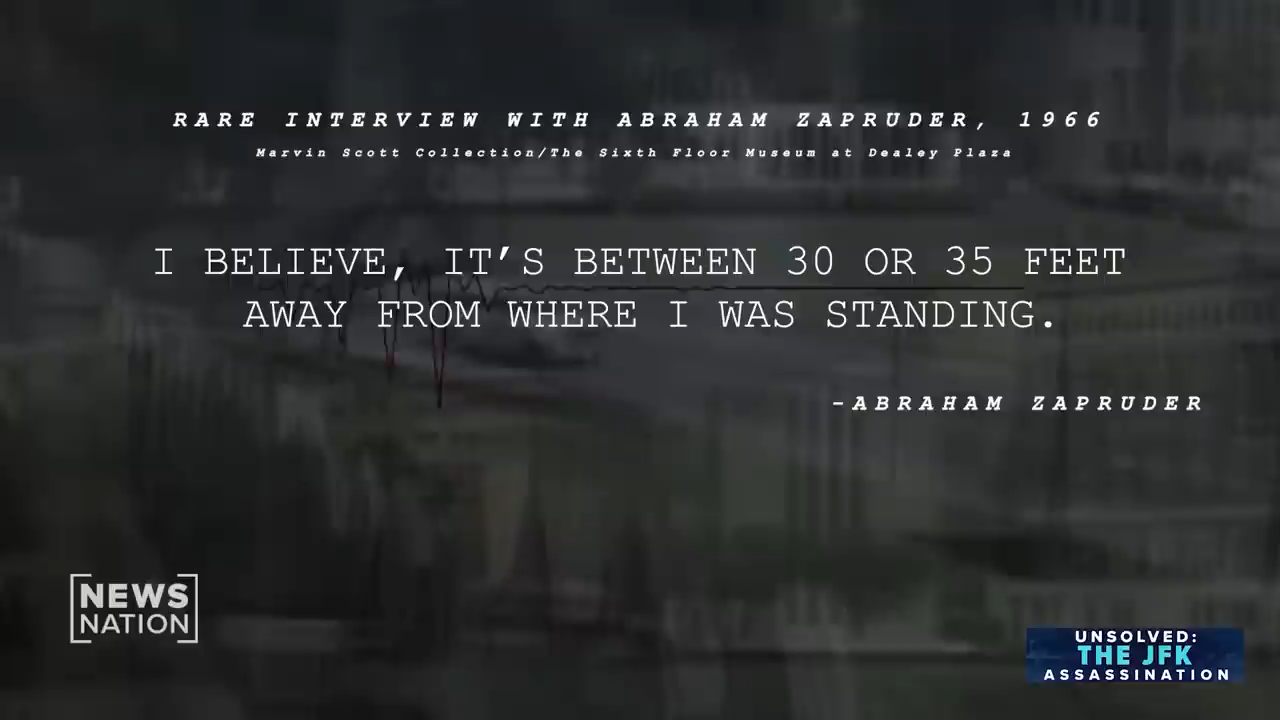 RARE INTERVIEW WITH ABRAHAM ZAPRUDER, 1966
Marvin Scott Collection/The Sixth Floor Museum at Dealey Plaza
I BELIEVE, IT’S BETWEEN 30 OR 35 FEET
AWAY FROM WHERE I WAS STANDING.
-ABRAHAM ZAPRUDER
NEWS
NATION
UNSOLVED:
THE JFK
ASSASSINATION